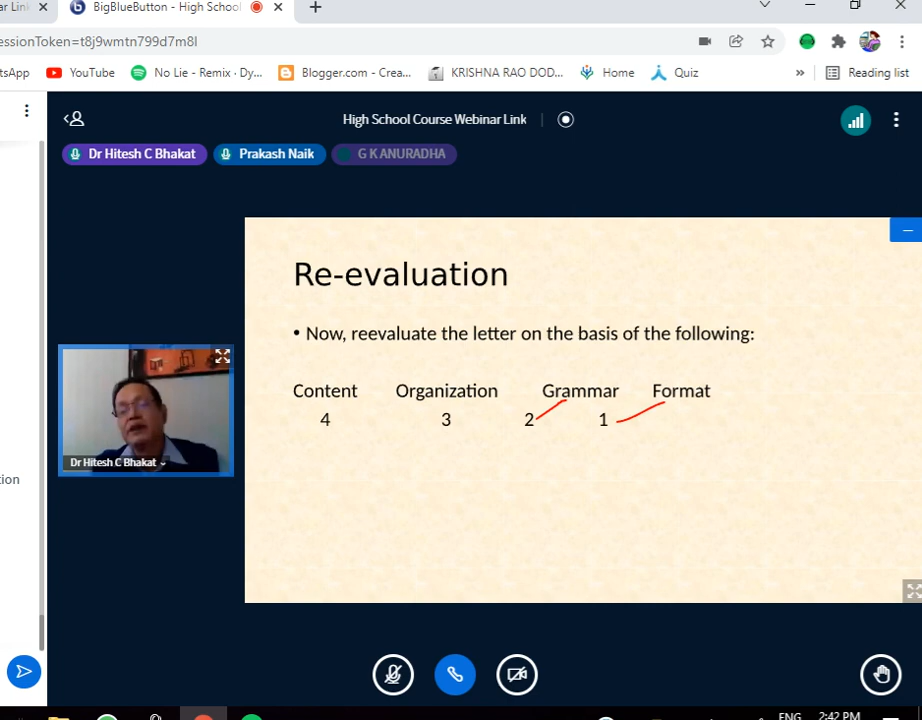 ar Link
BigBlueButton - High School
essionToken=t8j9wmtn799d7m8l
tsApp
YouTube
No Lie - Remix · Dy...
Blogger.com - Crea...
KRISHNA RAO DOD...
Home
Quiz
»
Reading list
High School Course Webinar Link
Dr Hitesh C Bhakat
Prakash Naik
G K ANURADHA
Re-evaluation
• Now, reevaluate the letter on the basis of the following:
Content Organization Grammar Format
4 3 2 1
Dr Hitesh C Bhakat
tion
ENG 2:42 PM